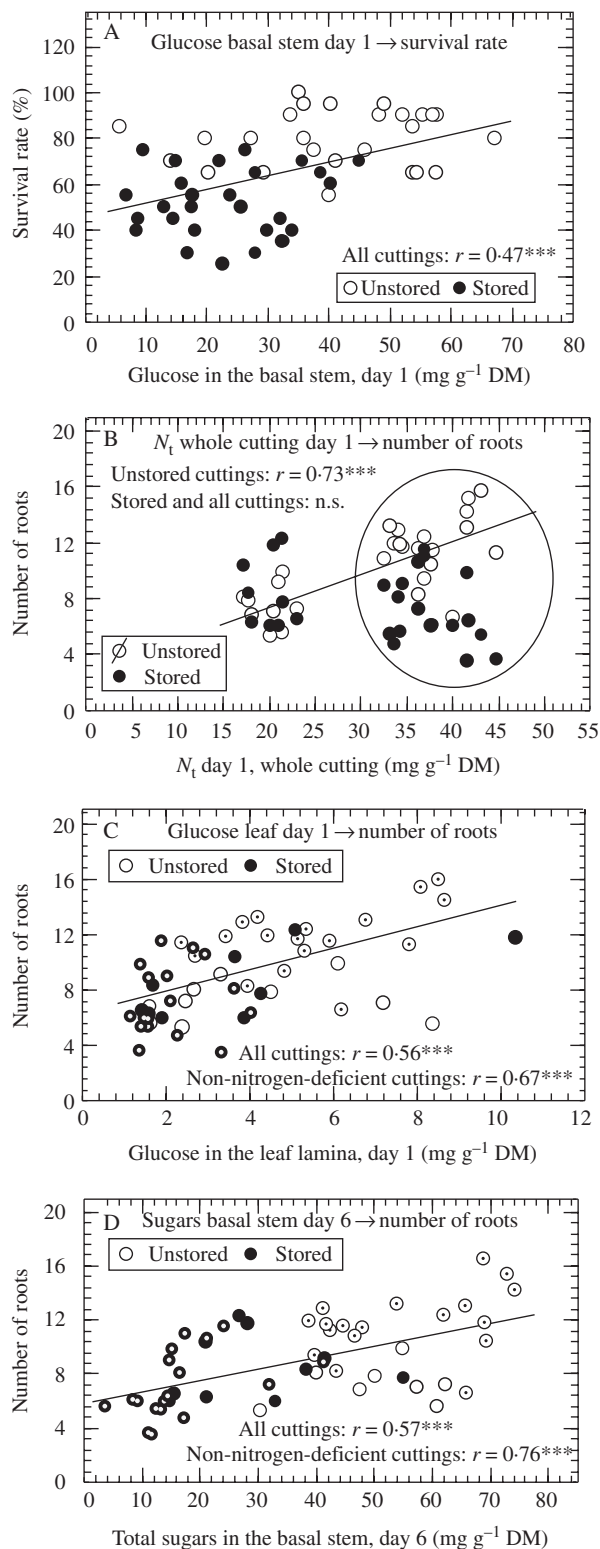 A
Glucose basal stem day 1 → survival rate
Survival rate (%)
120
100
80
60
40
20
0
All cuttings: r = 0·47***
Unstored Stored
0 10 20 30 40 50 60 70 80
Glucose in the basal stem, day 1 (mg g–1 DM)
B
Nt whole cutting day 1 → number of roots
Unstored cuttings: r = 0·73***
Stored and all cuttings: n.s.
Number of roots
20
16
12
8
4
0
Unstored
Stored
0 5 10 15 20 25 30 35 40 45 50 55
Nt day 1, whole cutting (mg g–1 DM)
C
Glucose leaf day 1 → number of roots
Unstored Stored
Number of roots
20
16
12
8
4
0
All cuttings: r = 0·56***
Non-nitrogen-deficient cuttings: r = 0·67***
0 2 4 6 8 10 12
Glucose in the leaf lamina, day 1 (mg g–1 DM)
D
Sugars basal stem day 6 → number of roots
Unstored Stored
Number of roots
20
16
12
8
4
0
All cuttings: r = 0·57***
Non-nitrogen-deficient cuttings: r = 0·76***
0 10 20 30 40 50 60 70 80
Total sugars in the basal stem, day 6 (mg g–1 DM)